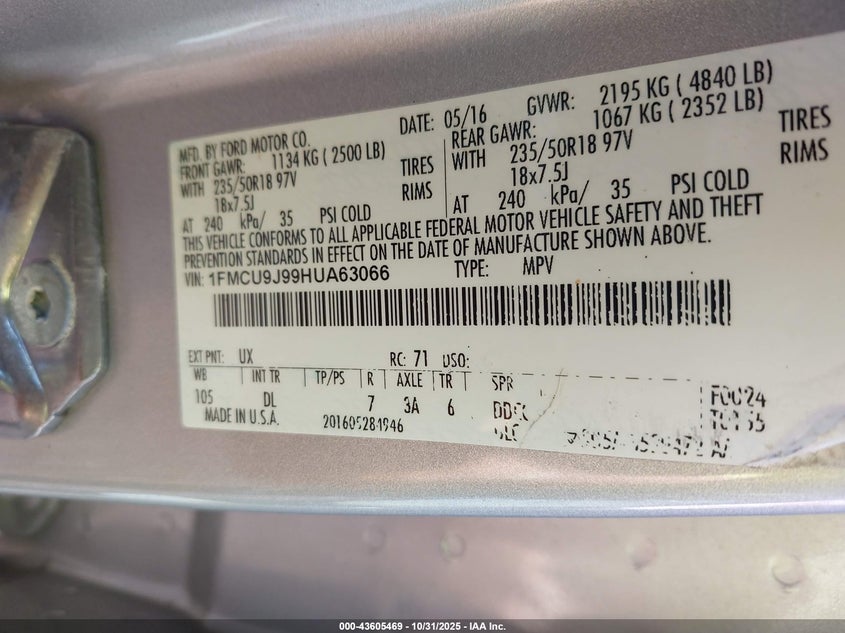 MFD. BY FORD MOTOR CO.
DATE: 05/16 GVWR: 2195 KG ( 4840 LB)
FRONT GAWR: 1134 KG ( 2500 LB) REAR GAWR: 1067 KG ( 2352 LB)
WITH 235/50R18 97V TIRES WITH 235/50R18 97V TIRES
18x7.5J RIMS 18x7.5J RIMS
AT 240 kPa/ 35 PSI COLD AT 240 kPa/ 35 PSI COLD
THIS VEHICLE CONFORMS TO ALL APPLICABLE FEDERAL MOTOR VEHICLE SAFETY AND THEFT
PREVENTION STANDARDS IN EFFECT ON THE DATE OF MANUFACTURE SHOWN ABOVE.
VIN: 1FMCU9J99HUA63066 TYPE: MPV
EXT PNT: UX RC: 71 DSO:
WB INT TR TP/PS R AXLE TR SPR
105 DL 7 3A 6
MADE IN U.S.A. 201605284946
000-43605469 - 10/31/2025 - IAA Inc.